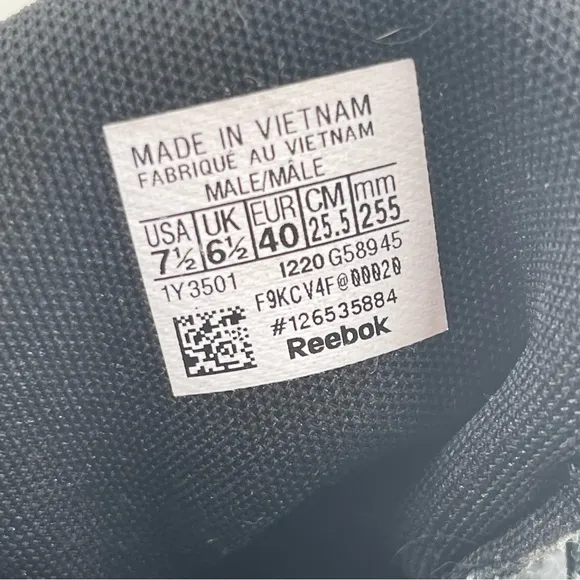 MADE IN VIETNAM
FABRIQUÉ AU VIETNAM
MALE/MÂLE
USA UK EUR CM mm
7½ 6½ 40 25.5 255
1Y3501 I220 G58945
F9KCV4F@00020
#126535884
Reebok